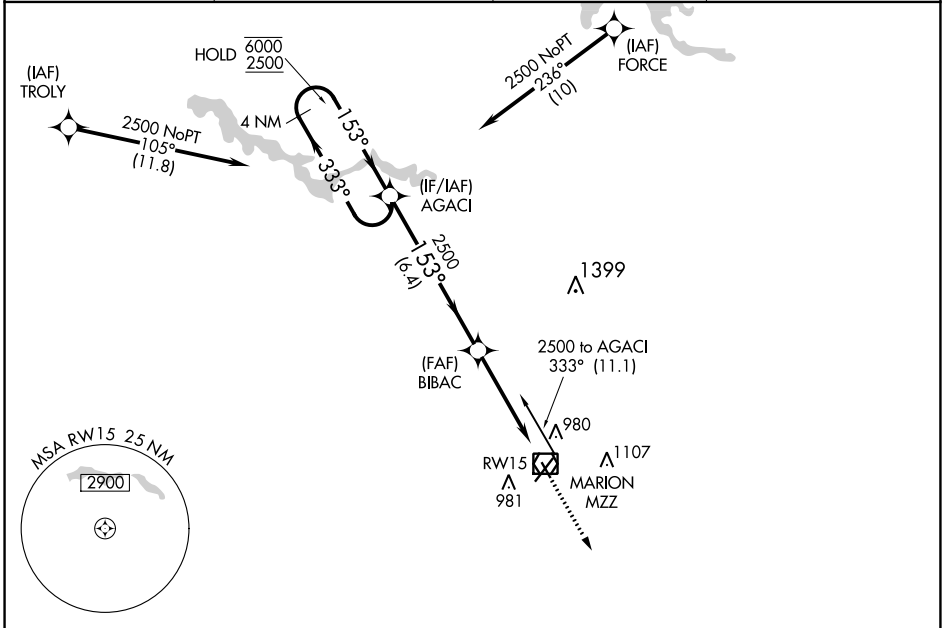 HOLD 6000
2500
(IAF)
TROLY
2500 NoPT
105°
(11.8)
4 NM
153°
333°
(IF/IAF)
AGACI
(IAF)
FORCE
2500 NoPT
236°
(10)
2500
153°
(6.4)
1399
(FAF)
BIBAC
2500 to AGACI
333° (11.1)
980
RW15
981
1107
MARION
MZZ
MSA RW15 25 NM
2900